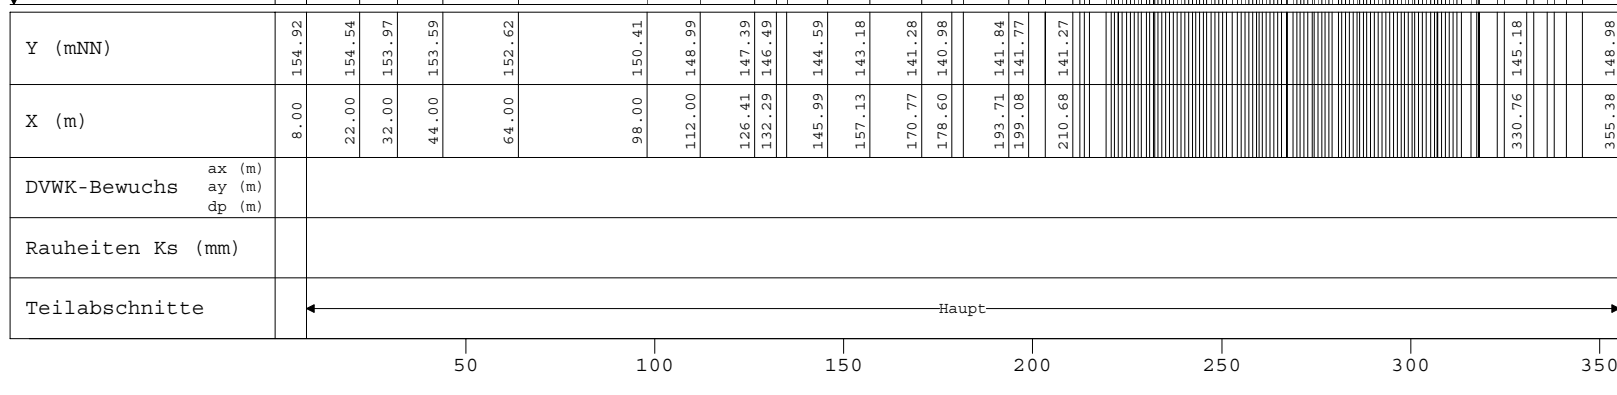 Y (mNN) 154.92 154.54 153.97 153.59 152.62 150.41 148.99 147.39 146.49 144.59 143.18 141.28 140.98 141.84 141.77 141.27 145.18 148.98
X (m) 8.00 22.00 32.00 44.00 64.00 98.00 112.00 126.41 132.29 145.99 157.13 170.77 178.60 193.71 199.08 210.68 330.76 355.38
DVWK-Bewuchs
ax (m)
ay (m)
dp (m)
Rauheiten Ks (mm)
Teilabschnitte Haupt
50 100 150 200 250 300 350